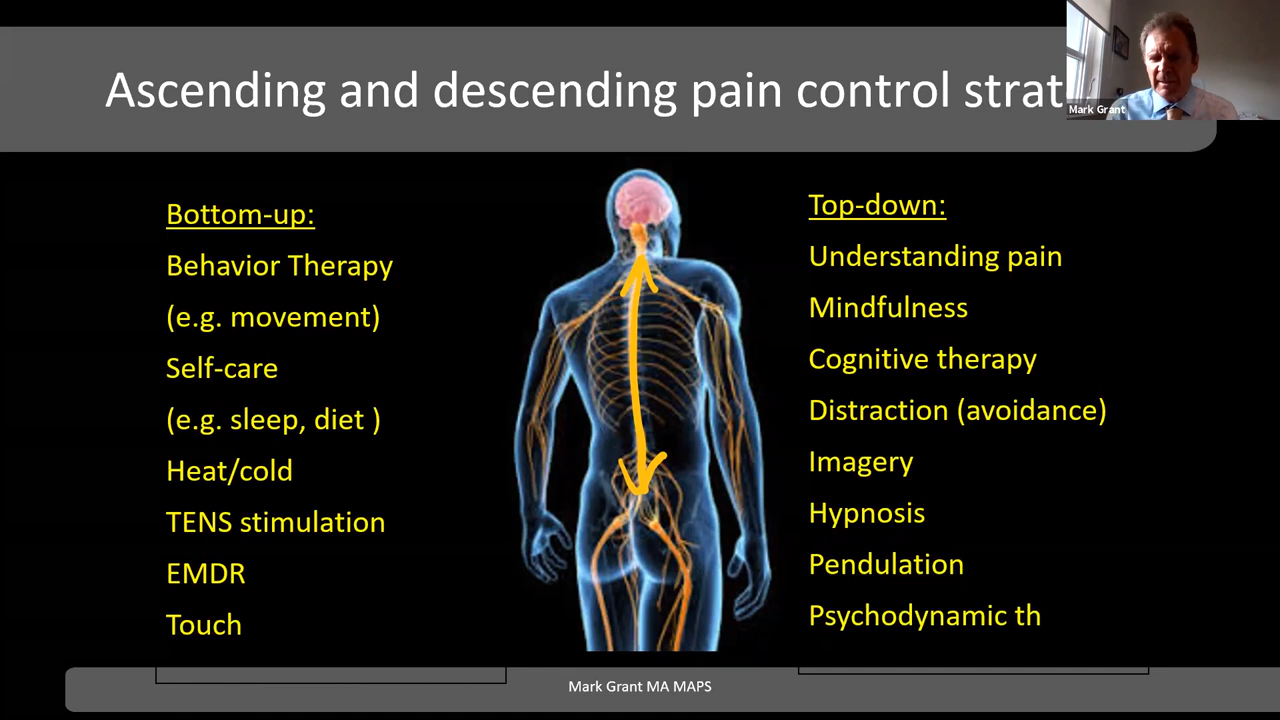 Ascending and descending pain control strat
Mark Grant
Bottom-up:
Behavior Therapy
(e.g. movement)
Self-care
(e.g. sleep, diet )
Heat/cold
TENS stimulation
EMDR
Touch
Top-down:
Understanding pain
Mindfulness
Cognitive therapy
Distraction (avoidance)
Imagery
Hypnosis
Pendulation
Psychodynamic th
Mark Grant MA MAPS